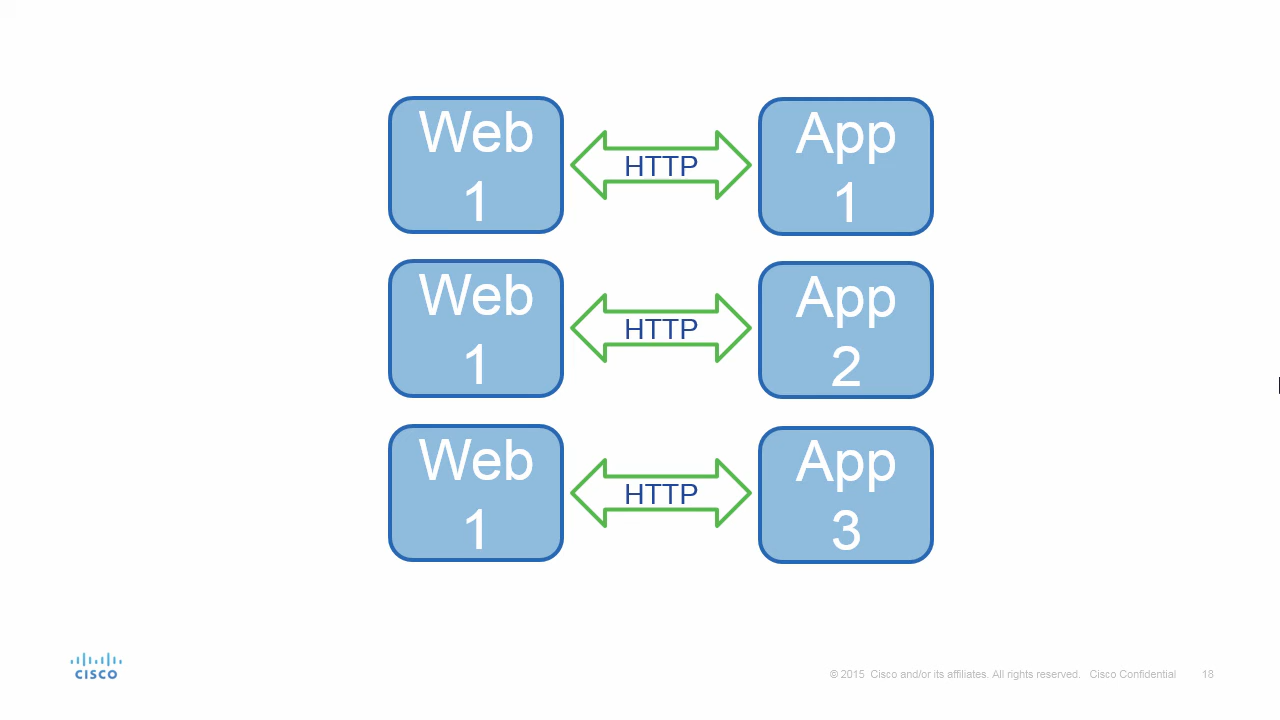 Web
1
HTTP
App
1
Web
1
HTTP
App
2
Web
1
HTTP
App
3
CISCO
© 2015 Cisco and/or its affiliates. All rights reserved. Cisco Confidential 18